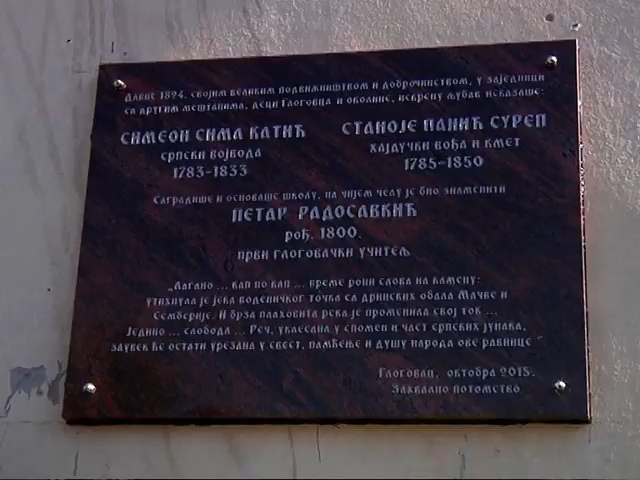 Давне 1824. својим великим подвижништвом и доброчинством, у заједници
са другим мештанима, деци Глоговца и околине, искрену љубав исказаше:
СИМЕОН СИМА КАТИЋ
СРПСКИ ВОЈВОДА
1783-1833
СТАНОЈЕ ПАНИЋ СУРЕП
ХАЈДУЧКИ ВОЂА И КМЕТ
1785-1850
Саградише и основаше школу, на чијем челу је био знаменити
ПЕТАР РАДОСАВКИЋ
рођ. 1800.
ПРВИ ГЛОГОВАЧКИ УЧИТЕЉ
„Лагано ... кап по кап ... време рони слова на камену:
утихнула је јека воденичког точка са дринских обала Мачве и
Семберије. И брза плаховита река је променила свој ток ...
Једино ... слобода ... Реч, уклесана у спомен и част српских јунака,
заувек ће остати урезана у свест, памћење и душу народа ове равнице "
Глоговац, октобра 2015.
Захвално потомство